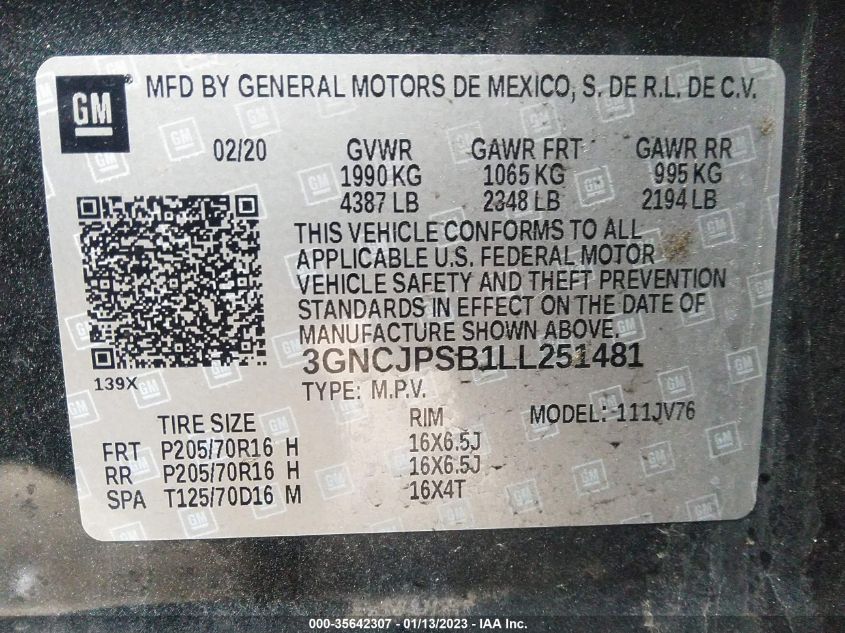 GM
MFD BY GENERAL MOTORS DE MEXICO, S. DE R.L. DE C.V.
02/20 GVWR GAWR FRT GAWR RR
1990 KG 1065 KG 995 KG
4387 LB 2348 LB 2194 LB
THIS VEHICLE CONFORMS TO ALL
APPLICABLE U.S. FEDERAL MOTOR
VEHICLE SAFETY AND THEFT PREVENTION
STANDARDS IN EFFECT ON THE DATE OF
MANUFACTURE SHOWN ABOVE.
3GNCJPSB1LL251481
139X
TYPE: M.P.V.
TIRE SIZE RIM MODEL: 111JV76
FRT P205/70R16 H 16X6.5J
RR P205/70R16 H 16X6.5J
SPA T125/70D16 M 16X4T
000-35642307 - 01/13/2023 - IAA Inc.